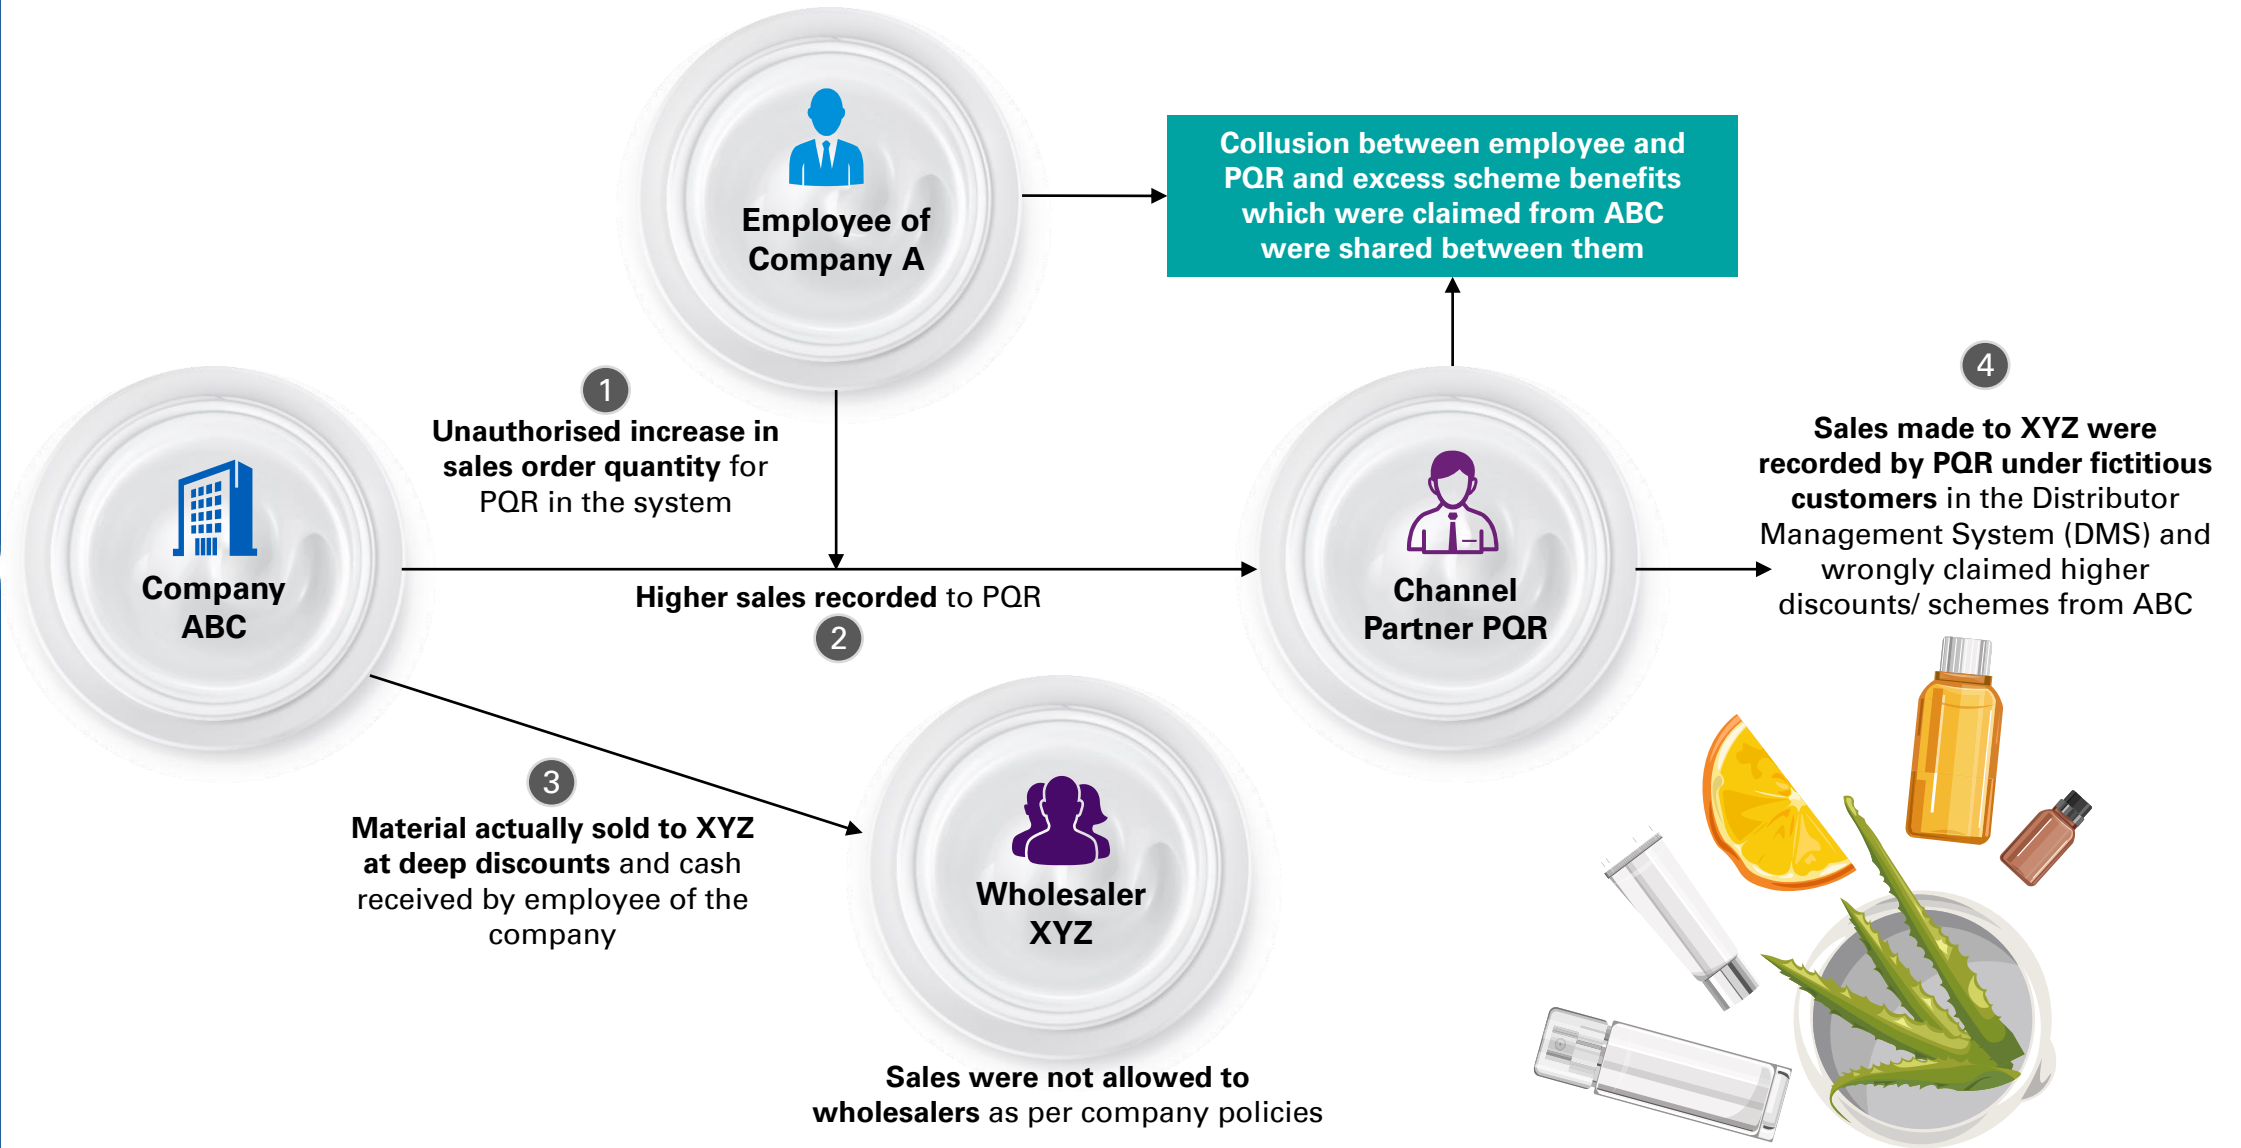 Employee of
Company A
Collusion between employee and
PQR and excess scheme benefits
which were claimed from ABC
were shared between them
1
Unauthorised increase in
sales order quantity for
PQR in the system
Company
ABC
Higher sales recorded to PQR
2
Channel
Partner PQR
4
Sales made to XYZ were
recorded by PQR under fictitious
customers in the Distributor
Management System (DMS) and
wrongly claimed higher
discounts/ schemes from ABC
3
Material actually sold to XYZ
at deep discounts and cash
received by employee of the
company
Wholesaler
XYZ
Sales were not allowed to
wholesalers as per company policies